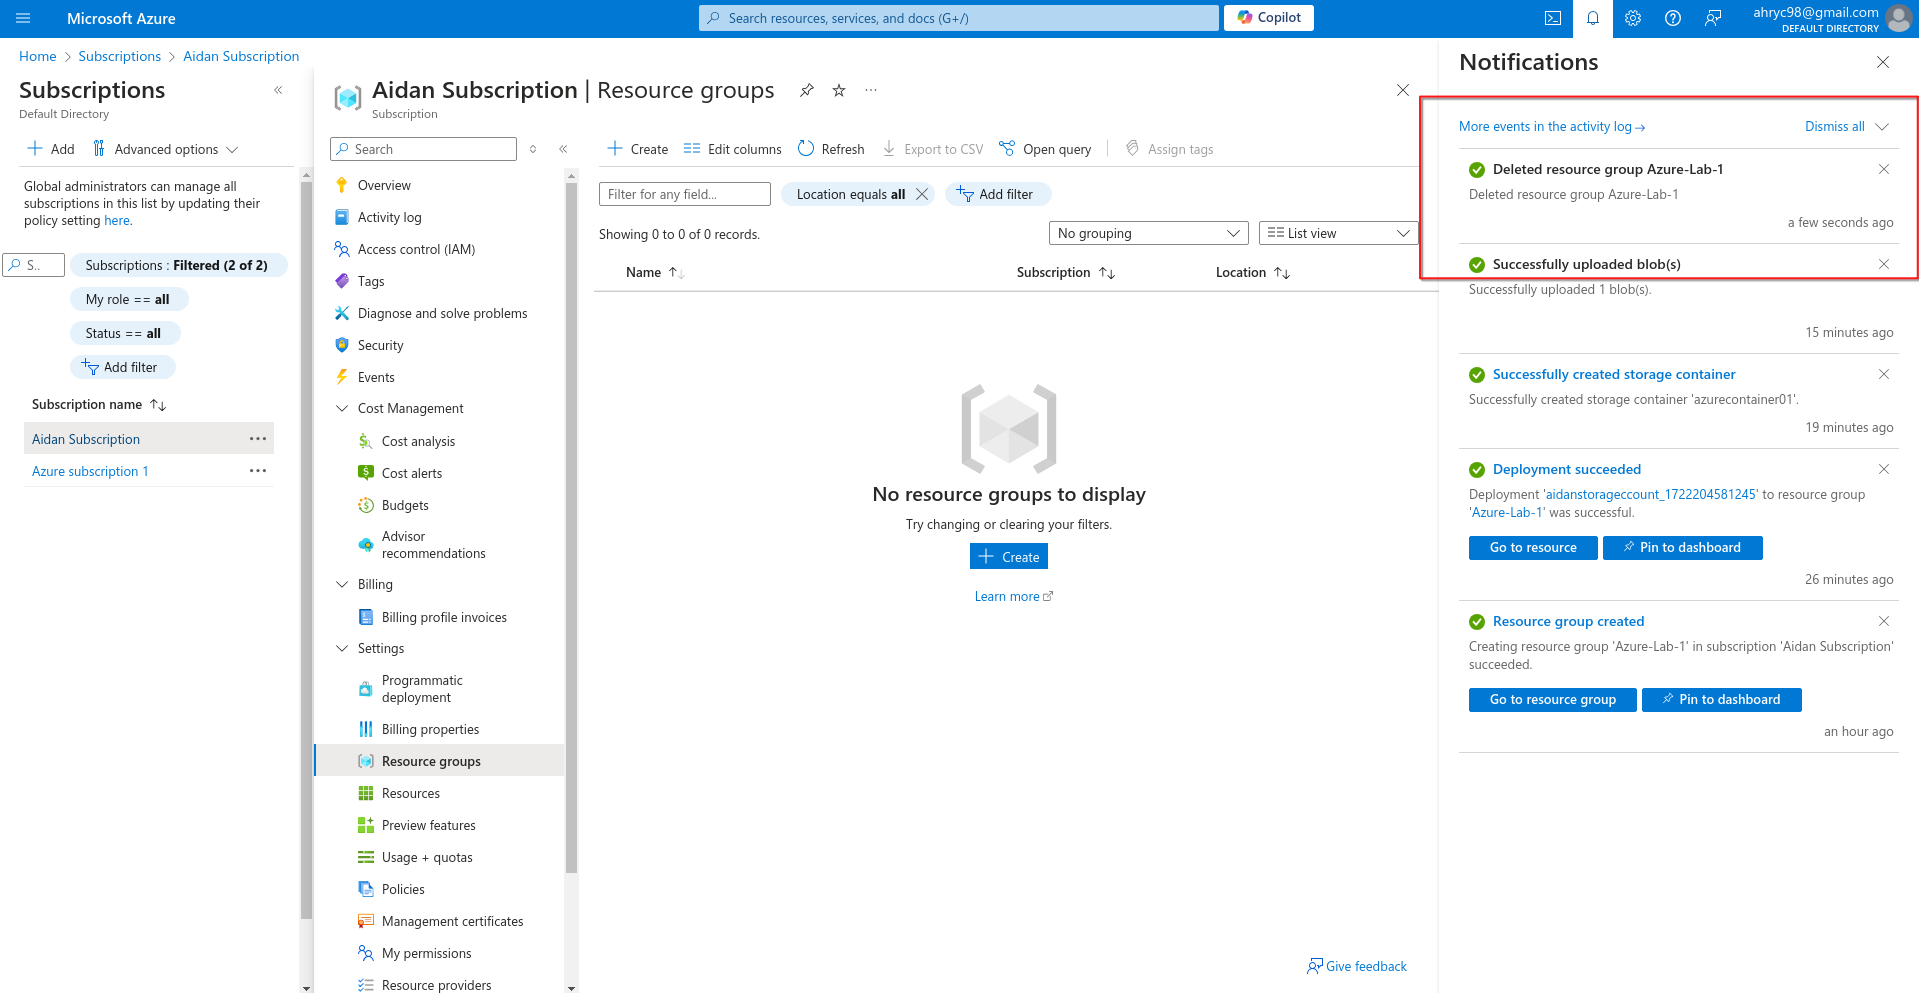 Microsoft Azure
Search resources, services, and docs (G+/)
Copilot
ahryc98@gmail.com
DEFAULT DIRECTORY
Home > Subscriptions > Aidan Subscription
Subscriptions
Default Directory
Add
Advanced options
Global administrators can manage all
subscriptions in this list by updating their
policy setting here.
S..
Subscriptions : Filtered (2 of 2)
My role == all
Status == all
Add filter
Subscription name
Aidan Subscription
Azure subscription 1
Aidan Subscription | Resource groups
Subscription
Search
Overview
Activity log
Access control (IAM)
Tags
Diagnose and solve problems
Security
Events
Cost Management
Cost analysis
Cost alerts
Budgets
Advisor
recommendations
Billing
Billing profile invoices
Settings
Programmatic
deployment
Billing properties
Resource groups
Resources
Preview features
Usage + quotas
Policies
Management certificates
My permissions
Resource providers
Create
Edit columns
Refresh
Export to CSV
Open query
Assign tags
Filter for any field...
Location equals all
Add filter
Showing 0 to 0 of 0 records.
No grouping
List view
Name
Subscription
Location
No resource groups to display
Try changing or clearing your filters.
Create
Learn more
Give feedback
Notifications
More events in the activity log →
Dismiss all
Deleted resource group Azure-Lab-1
Deleted resource group Azure-Lab-1
a few seconds ago
Successfully uploaded blob(s)
Successfully uploaded 1 blob(s).
15 minutes ago
Successfully created storage container
Successfully created storage container 'azurecontainer01'.
19 minutes ago
Deployment succeeded
Deployment 'aidanstorageccount_1722204581245' to resource group
'Azure-Lab-1' was successful.
Go to resource
Pin to dashboard
26 minutes ago
Resource group created
Creating resource group 'Azure-Lab-1' in subscription 'Aidan Subscription'
succeeded.
Go to resource group
Pin to dashboard
an hour ago